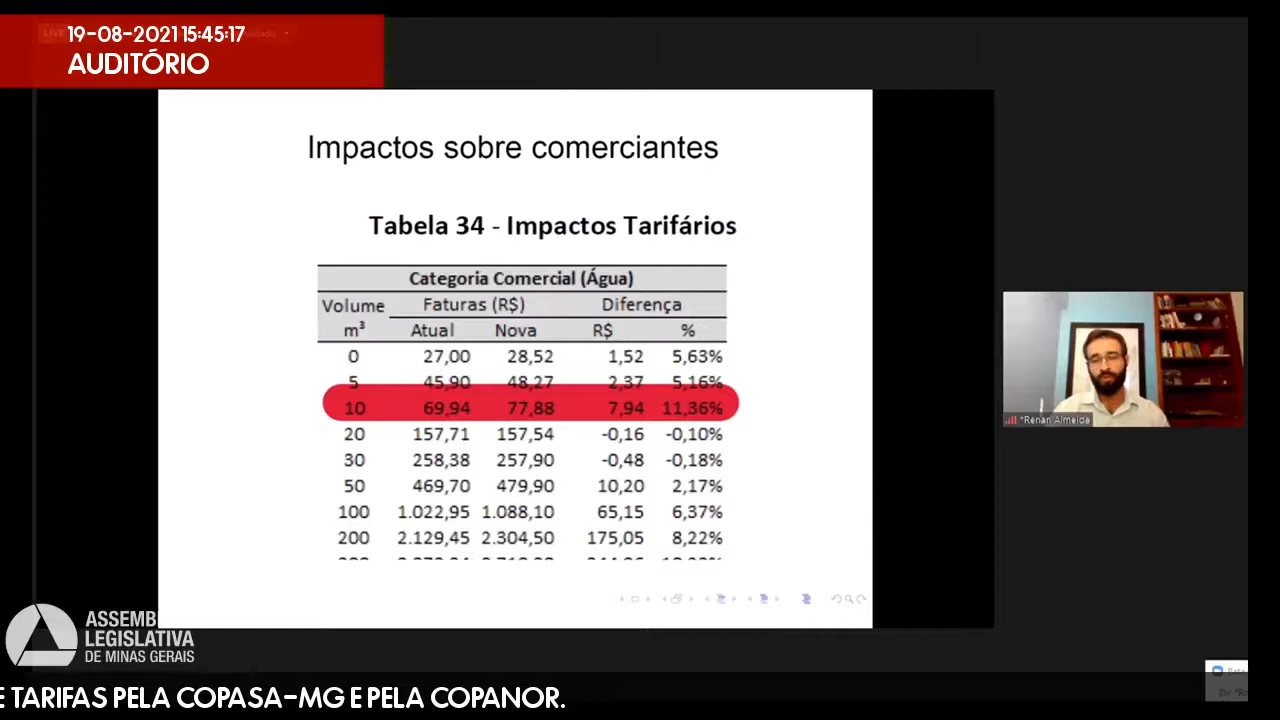 19-08-2021 15:45:17
AUDITÓRIO
LIVE
Impactos sobre comerciantes
Tabela 34 - Impactos Tarifários
Categoria Comercial (Água)
Volume Faturas (R$) Diferença
m³ Atual Nova R$ %
0 27,00 28,52 1,52 5,63%
5 45,90 48,27 2,37 5,16%
10 69,94 77,88 7,94 11,36%
20 157,71 157,54 -0,16 -0,10%
30 258,38 257,90 -0,48 -0,18%
50 469,70 479,90 10,20 2,17%
100 1.022,95 1.088,10 65,15 6,37%
200 2.129,45 2.304,50 175,05 8,22%
*Renan Almeida
ASSEMB
LEGISLATIVA
DE MINAS GERAIS
E TARIFAS PELA COPASA-MG E PELA COPANOR.